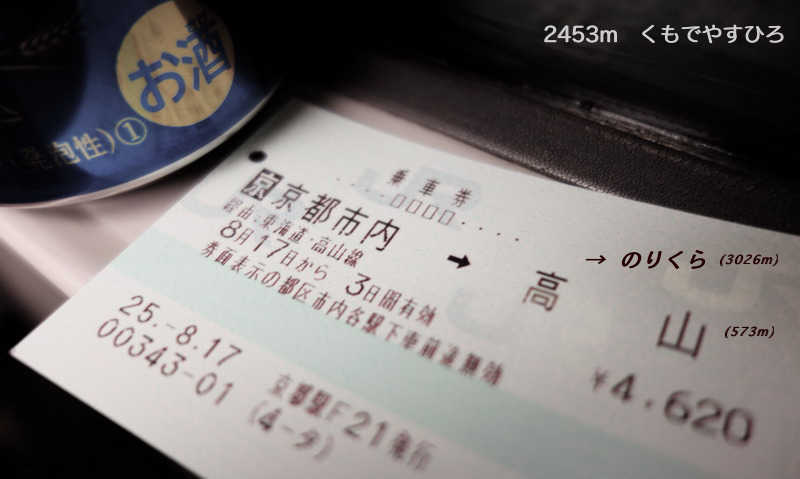 2453m くもでやすひろ
お酒
(発泡性)①
乗車券
京 京都市内 → 高山
→ のりくら (3026m)
経由:東海道・高山線
(573m)
8月17日から 3日間有効
券面表示の都区市内各駅下車前途無効
¥4,620
25.-8.17
00343-01
京都駅F21発行
(4-タ)